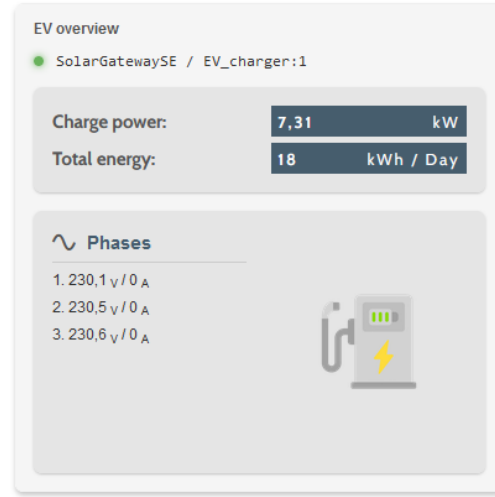 EV overview
SolarGatewaySE / EV_charger:1
Charge power: 7,31 kW
Total energy: 18 kWh / Day
Phases
1. 230,1 V / 0 A
2. 230,5 V / 0 A
3. 230,6 V / 0 A